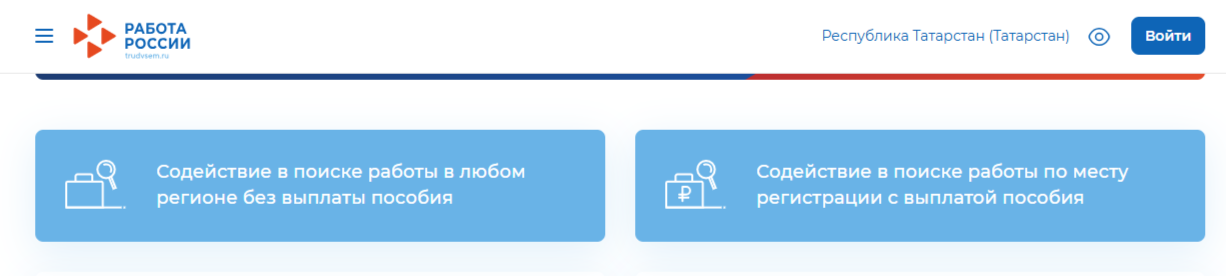 РАБОТА
РОССИИ
trudvsem.ru
Республика Татарстан (Татарстан)
Войти
Содействие в поиске работы в любом
регионе без выплаты пособия
Содействие в поиске работы по месту
регистрации с выплатой пособия